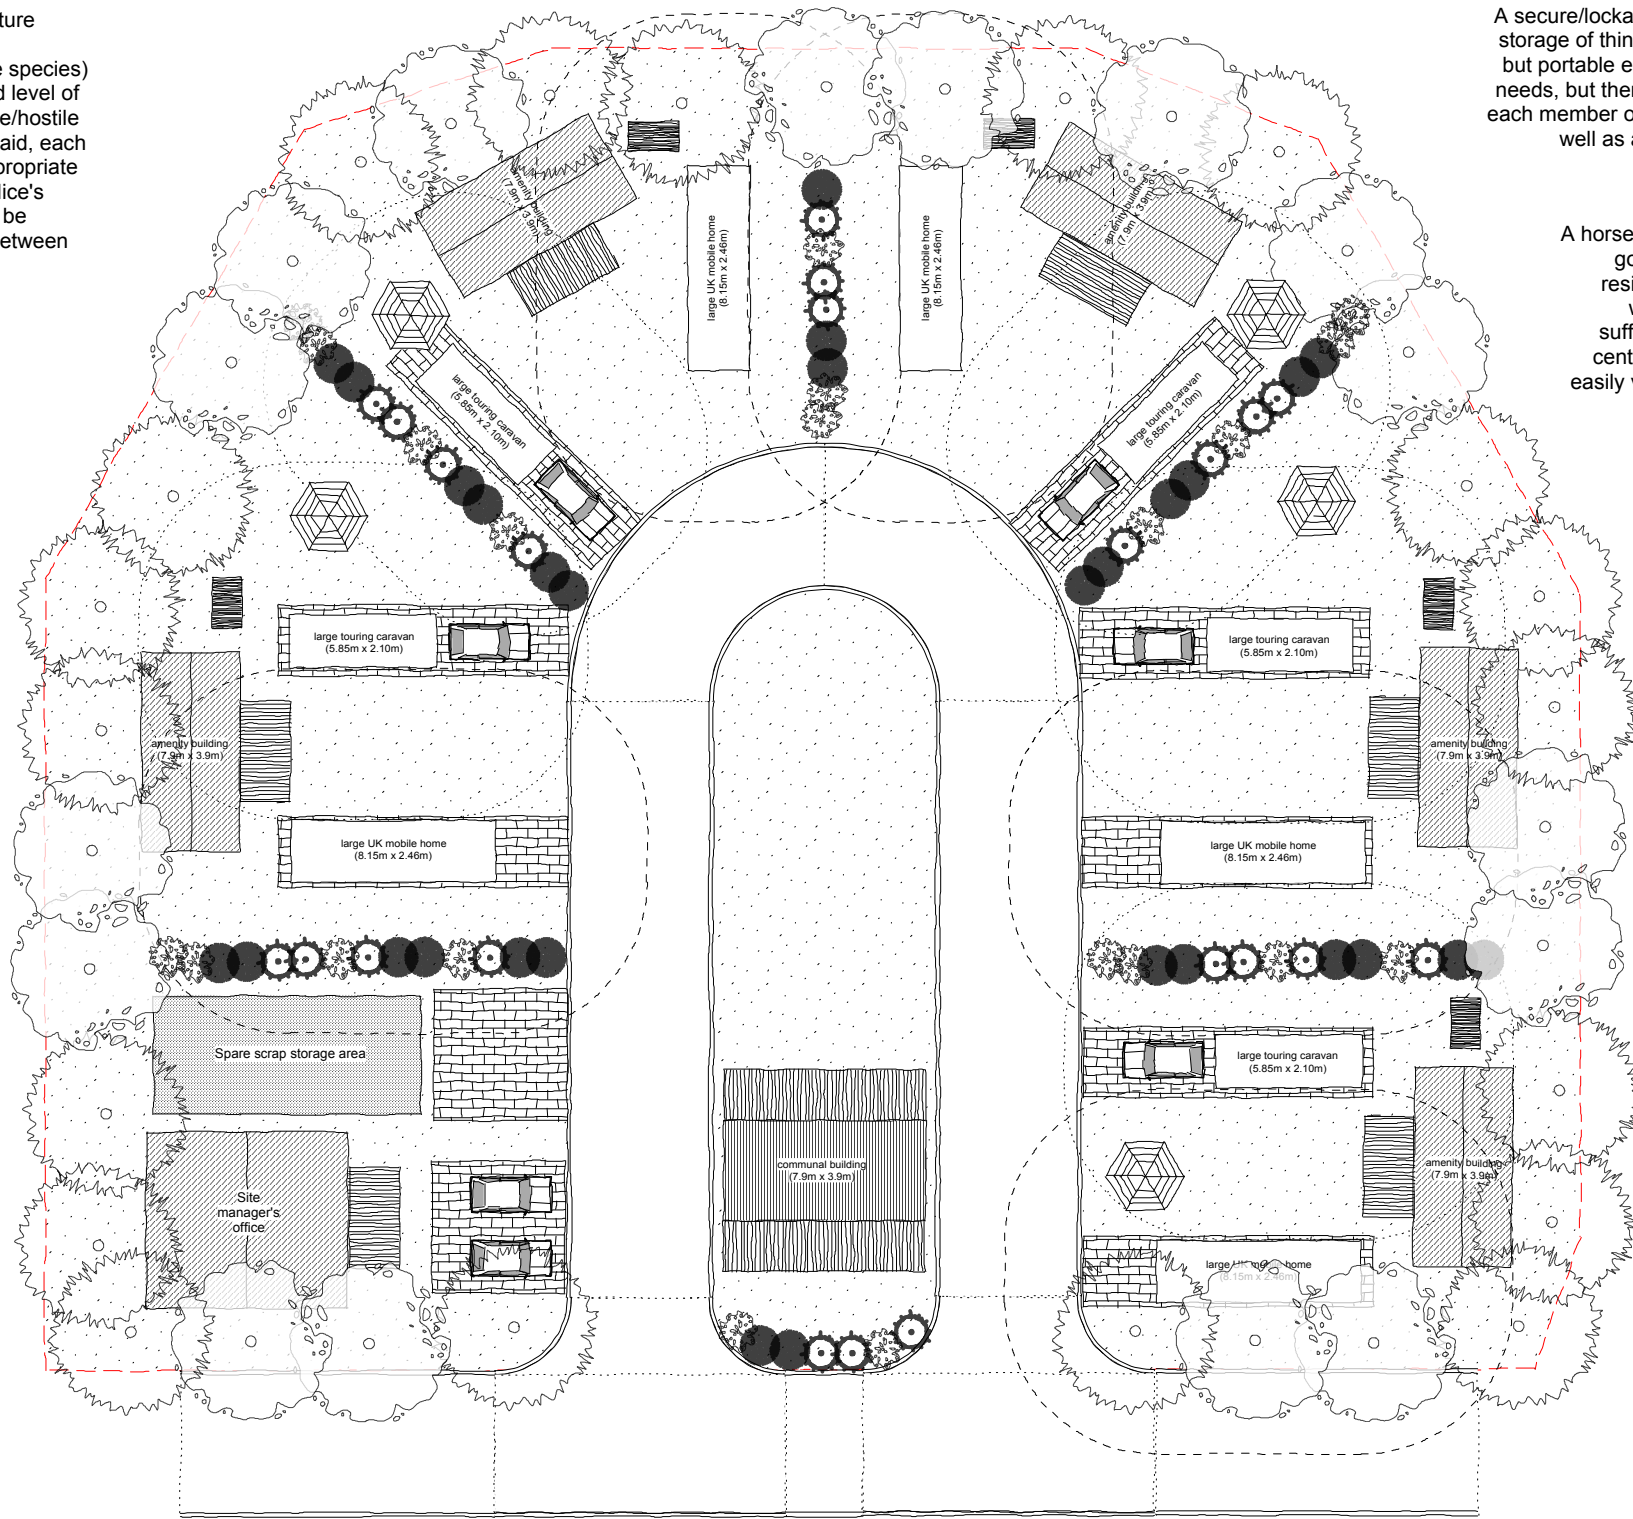 ture
e species)
d level of
e/hostile
aid, each
propriate
lice's
be
etween
A secure/locka
storage of thin
but portable e
needs, but ther
each member o
well as a
A horse
go
resi
w
suff
cent
easily v
amenity building
(7.9m x 3.9m)
large UK mobile home
(8.15m x 2.46m)
large UK mobile home
(8.15m x 2.46m)
amenity building
(7.9m x 3.9m)
large touring caravan
(5.85m x 2.10m)
large touring caravan
(5.85m x 2.10m)
large touring caravan
(5.85m x 2.10m)
large touring caravan
(5.85m x 2.10m)
amenity building
(7.9m x 3.9m)
amenity building
(7.9m x 3.9m)
large UK mobile home
(8.15m x 2.46m)
large UK mobile home
(8.15m x 2.46m)
Spare scrap storage area
large touring caravan
(5.85m x 2.10m)
communal building
(7.9m x 3.9m)
amenity building
(7.9m x 3.9m)
Site
manager's
office
large UK mobile home
(8.15m x 2.46m)